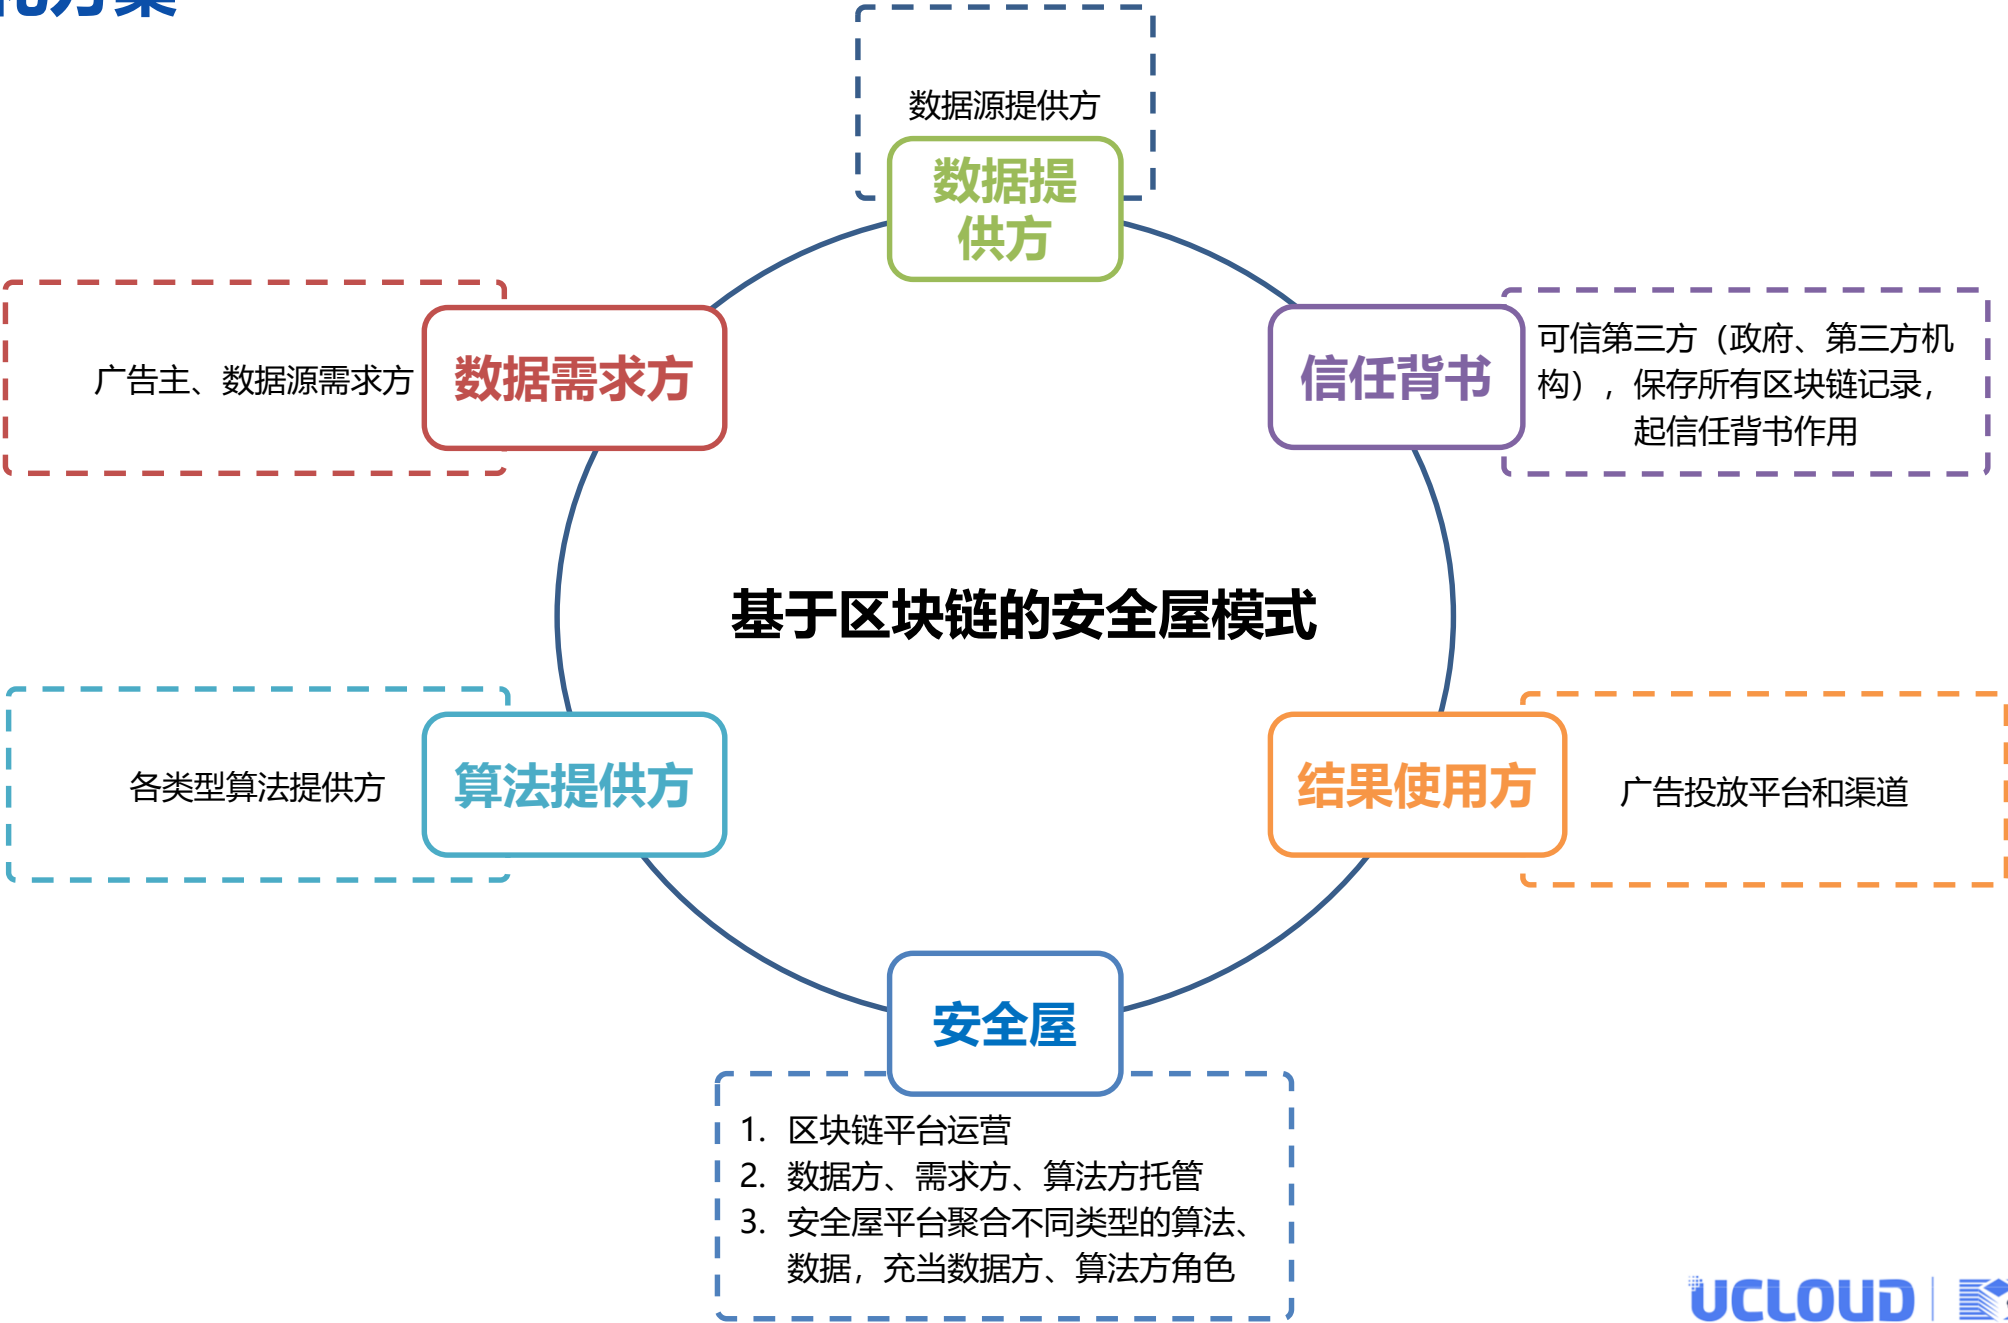 化方案
数据源提供方
数据提
供方
广告主、数据源需求方
数据需求方
信任背书
可信第三方（政府、第三方机
构），保存所有区块链记录，
起信任背书作用
基于区块链的安全屋模式
各类型算法提供方
算法提供方
结果使用方
广告投放平台和渠道
安全屋
1. 区块链平台运营
2. 数据方、需求方、算法方托管
3. 安全屋平台聚合不同类型的算法、
数据，充当数据方、算法方角色
UCLOUD